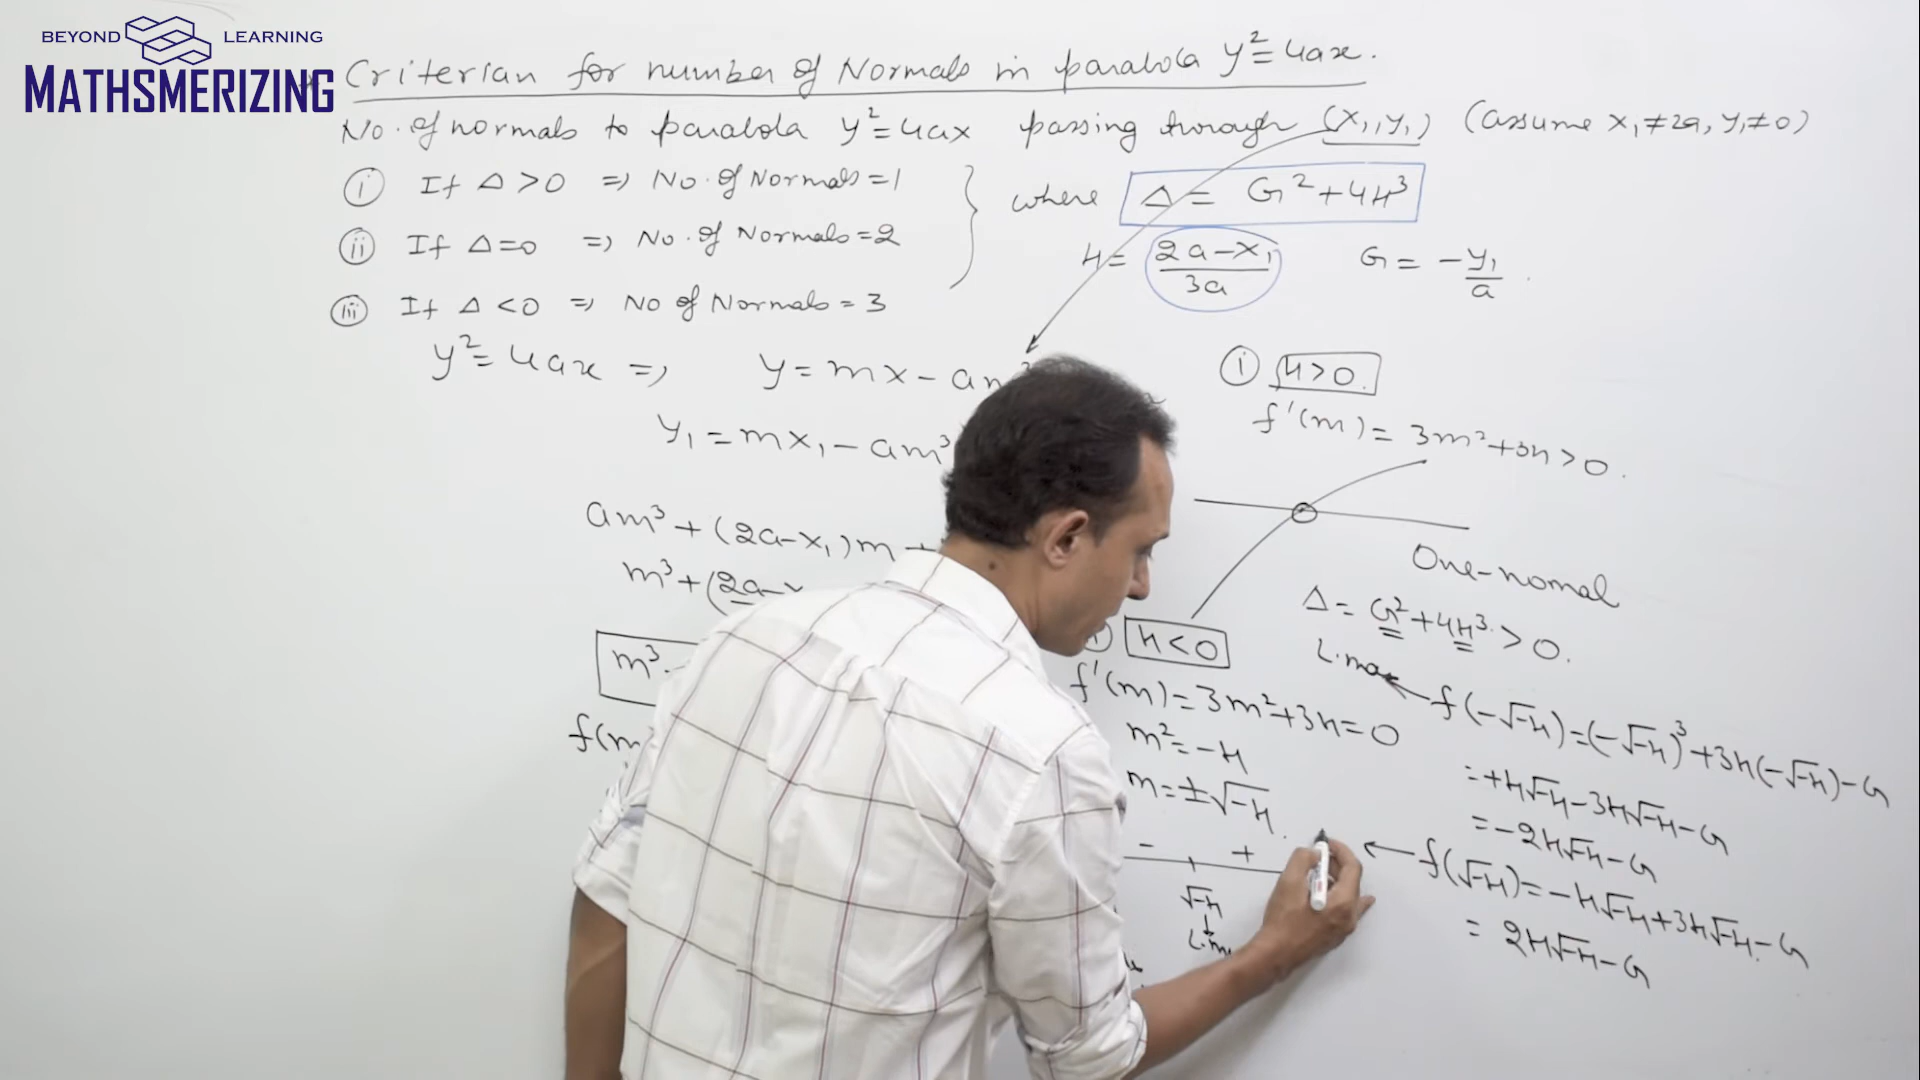 BEYOND LEARNING
MATHSMERIZING
Criterian for number of Normals in parabola y²=4ax.
No. of normals to parabola y²=4ax passing through (x₁,y₁) (assume x₁≠2a, y₁≠0)
(i) If Δ>0 => No. of Normals=1
(ii) If Δ=0 => No. of Normals=2
(iii) If Δ<0 => No of Normals=3
where Δ= G²+4H³
H= (2a-x₁)/3a G= -y₁/a
y²=4ax => y=mx-am
y₁=mx₁-am³
am³+(2a-x₁)m+
m³+(2a-
m³
f(m
(i) H>0.
f'(m)=3m²+3H>0.
One-normal
Δ=G²+4H³>0.
H<0
f'(m)=3m²+3H=0
m²=-H
m=±√-H
- +
√-H
L.m
L.max ← f(-√-H)=(-√-H)³+3H(-√-H)-G
=+H√-H-3H√-H-G
=-2H√-H-G
← f(√-H)=-H√-H+3H√-H-G
= 2H√-H-G